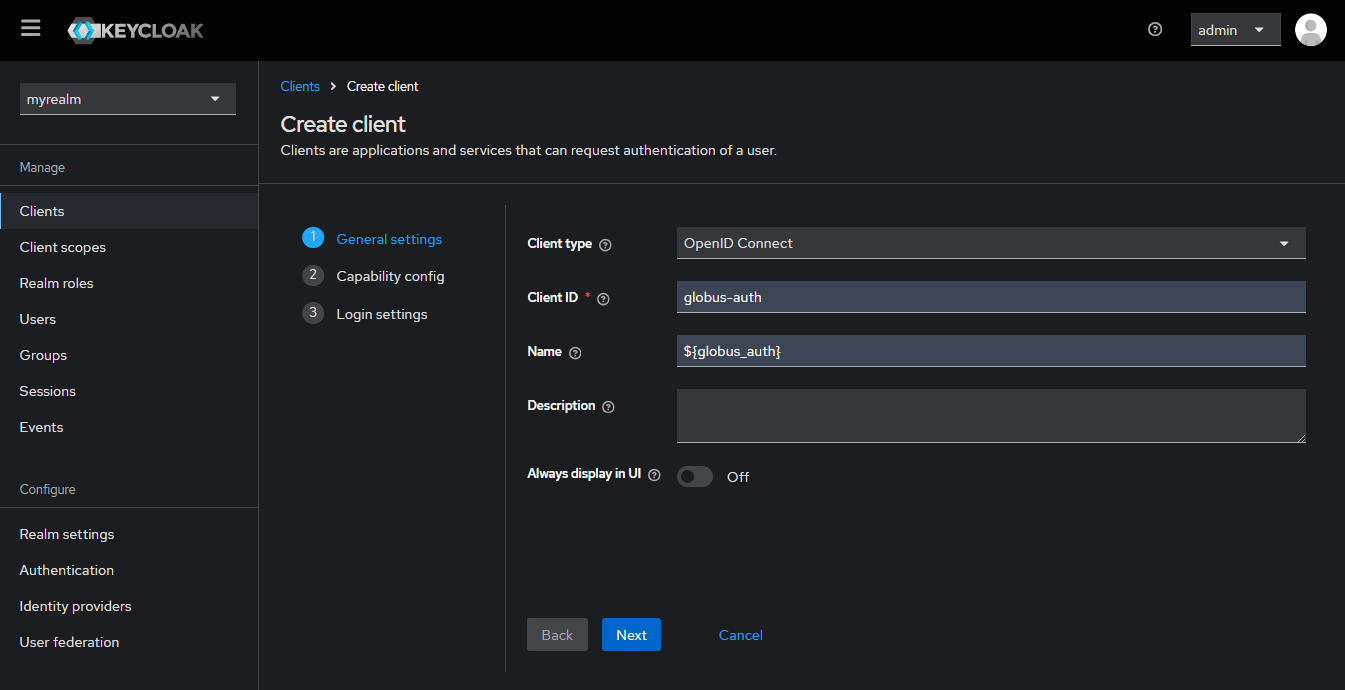 KEYCLOAK
admin
myrealm
Manage
Clients
Client scopes
Realm roles
Users
Groups
Sessions
Events
Configure
Realm settings
Authentication
Identity providers
User federation
Clients > Create client
Create client
Clients are applications and services that can request authentication of a user.
1 General settings
2 Capability config
3 Login settings
Client type ? OpenID Connect
Client ID * ? globus-auth
Name ? ${globus_auth}
Description ?
Always display in UI ? Off
Back Next Cancel